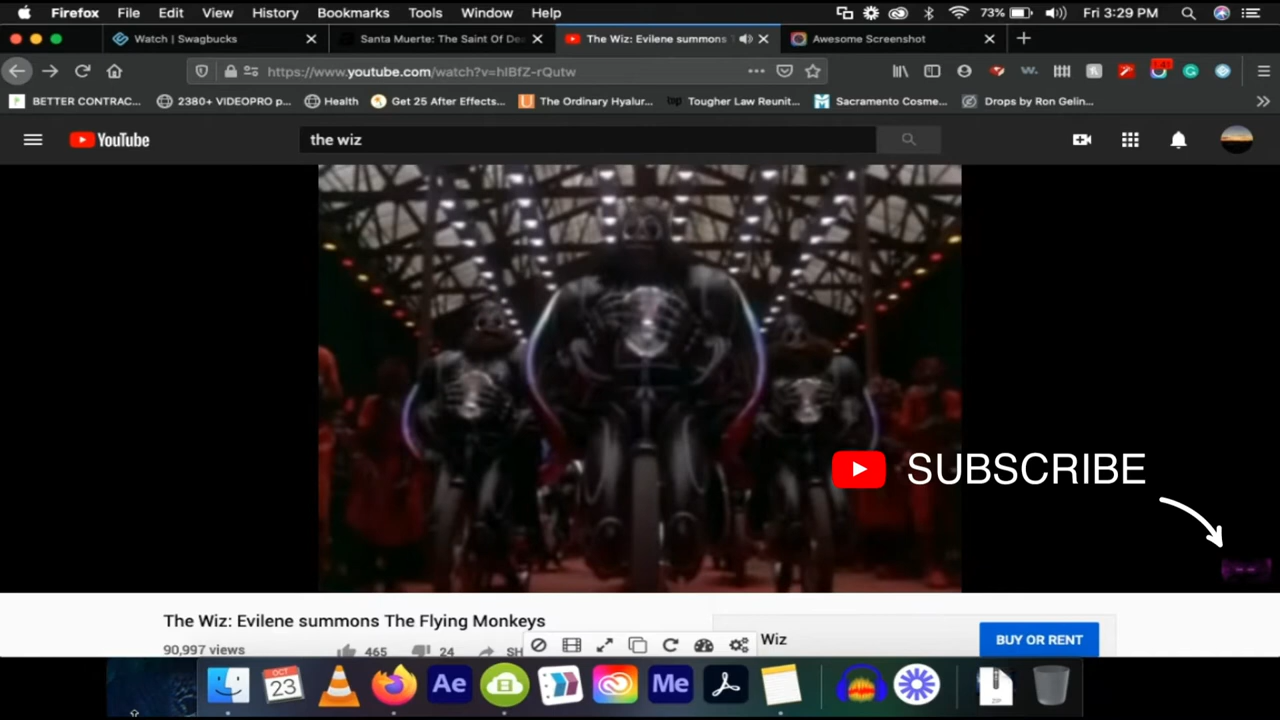 Firefox File Edit View History Bookmarks Tools Window Help 73% Fri 3:29 PM
Watch | Swagbucks Santa Muerte: The Saint Of De The Wiz: Evilene summons Awesome Screenshot
https://www.youtube.com/watch?v=hIBfZ-rQutw
BETTER CONTRAC... 2380+ VIDEOPRO p... Health Get 25 After Effects... The Ordinary Hyalur... Tougher Law Reunit... Sacramento Cosme... Drops by Ron Gelin...
YouTube the wiz
SUBSCRIBE
The Wiz: Evilene summons The Flying Monkeys
Wiz BUY OR RENT
90,997 views 465 24 SH
OCT
23
Ae Me
ZIP